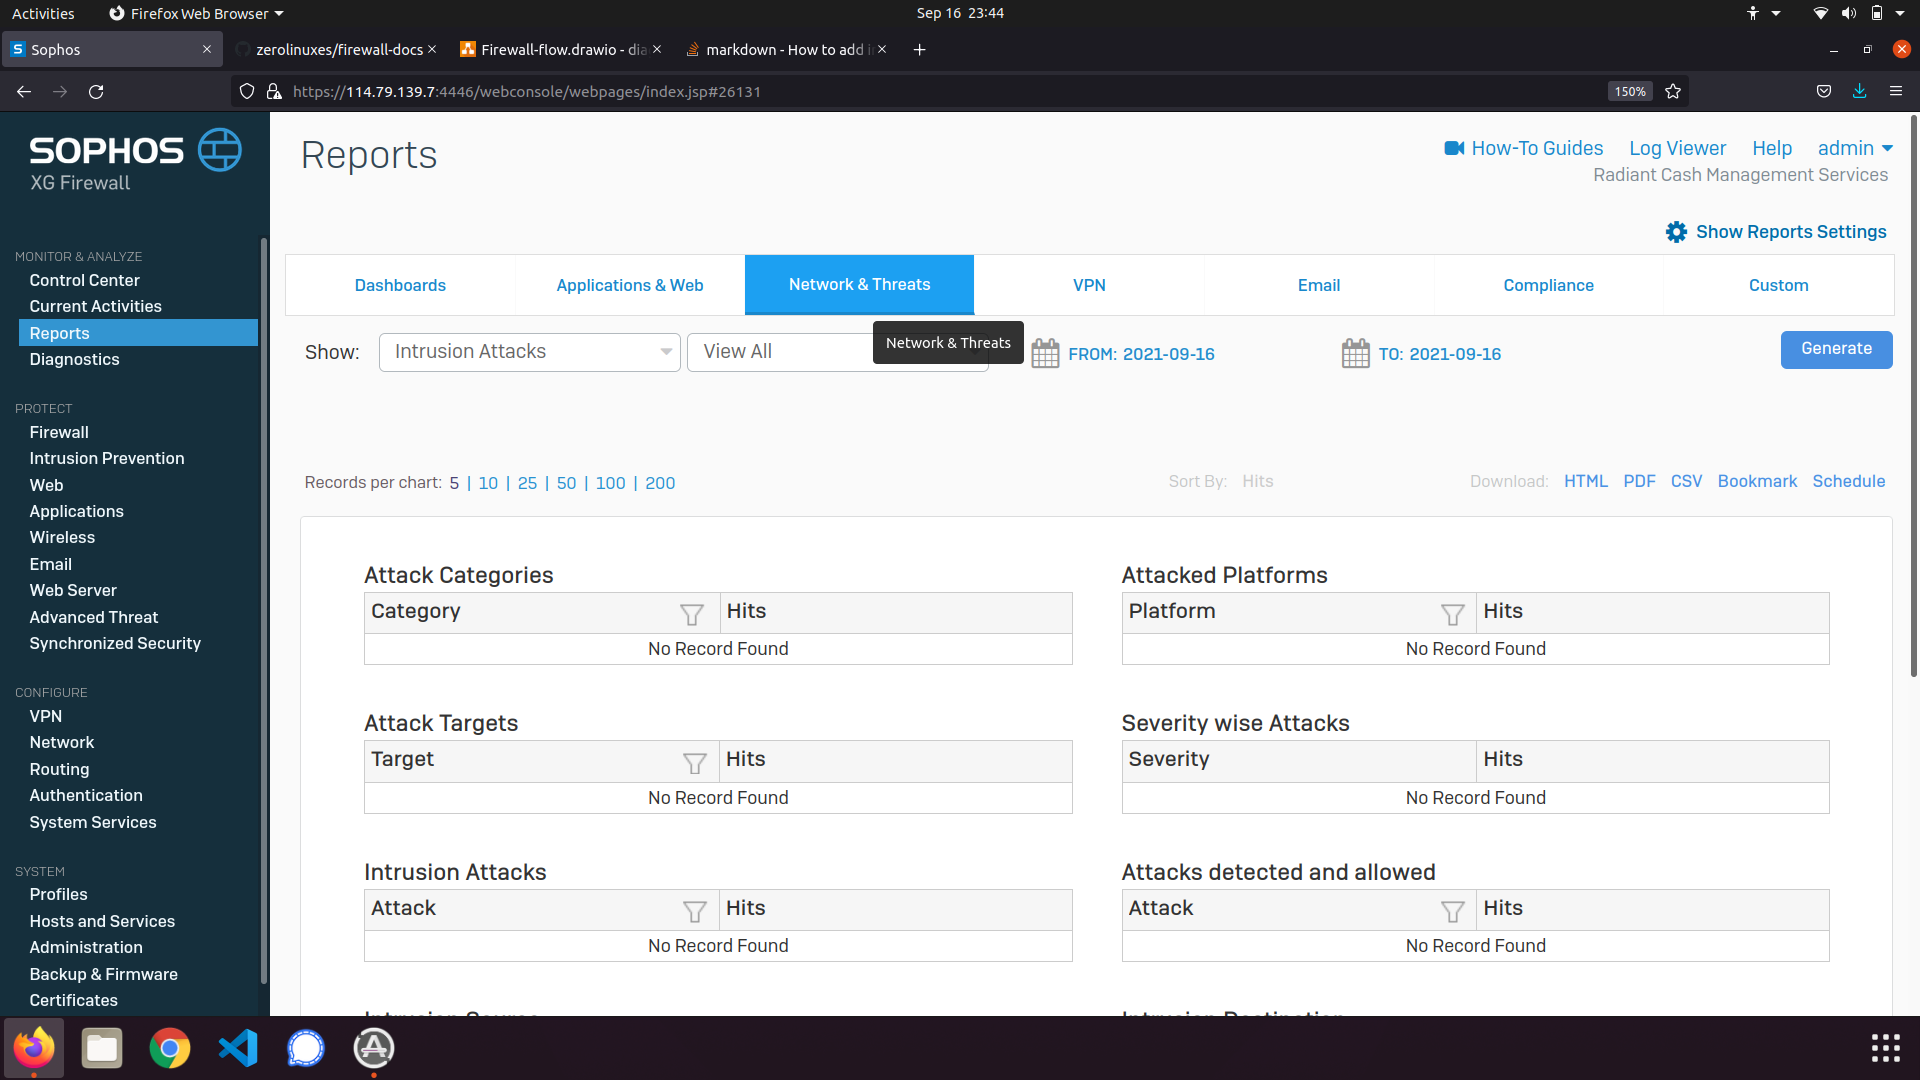 Activities
Firefox Web Browser
Sep 16 23:44
Sophos
zerolinuxes/firewall-docs
Firewall-flow.drawio - dia
markdown - How to add i
https://114.79.139.7:4446/webconsole/webpages/index.jsp#26131
150%
SOPHOS
XG Firewall
Reports
How-To Guides
Log Viewer
Help
admin
Radiant Cash Management Services
Show Reports Settings
Dashboards
Applications & Web
Network & Threats
VPN
Email
Compliance
Custom
Show:
Intrusion Attacks
View All
Network & Threats
FROM: 2021-09-16
TO: 2021-09-16
Generate
MONITOR & ANALYZE
Control Center
Current Activities
Reports
Diagnostics
PROTECT
Firewall
Intrusion Prevention
Web
Applications
Wireless
Email
Web Server
Advanced Threat
Synchronized Security
CONFIGURE
VPN
Network
Routing
Authentication
System Services
SYSTEM
Profiles
Hosts and Services
Administration
Backup & Firmware
Certificates
Records per chart: 5 | 10 | 25 | 50 | 100 | 200
Sort By: Hits
Download: HTML PDF CSV Bookmark Schedule
Attack Categories
Category Hits
No Record Found
Attacked Platforms
Platform Hits
No Record Found
Attack Targets
Target Hits
No Record Found
Severity wise Attacks
Severity Hits
No Record Found
Intrusion Attacks
Attack Hits
No Record Found
Attacks detected and allowed
Attack Hits
No Record Found